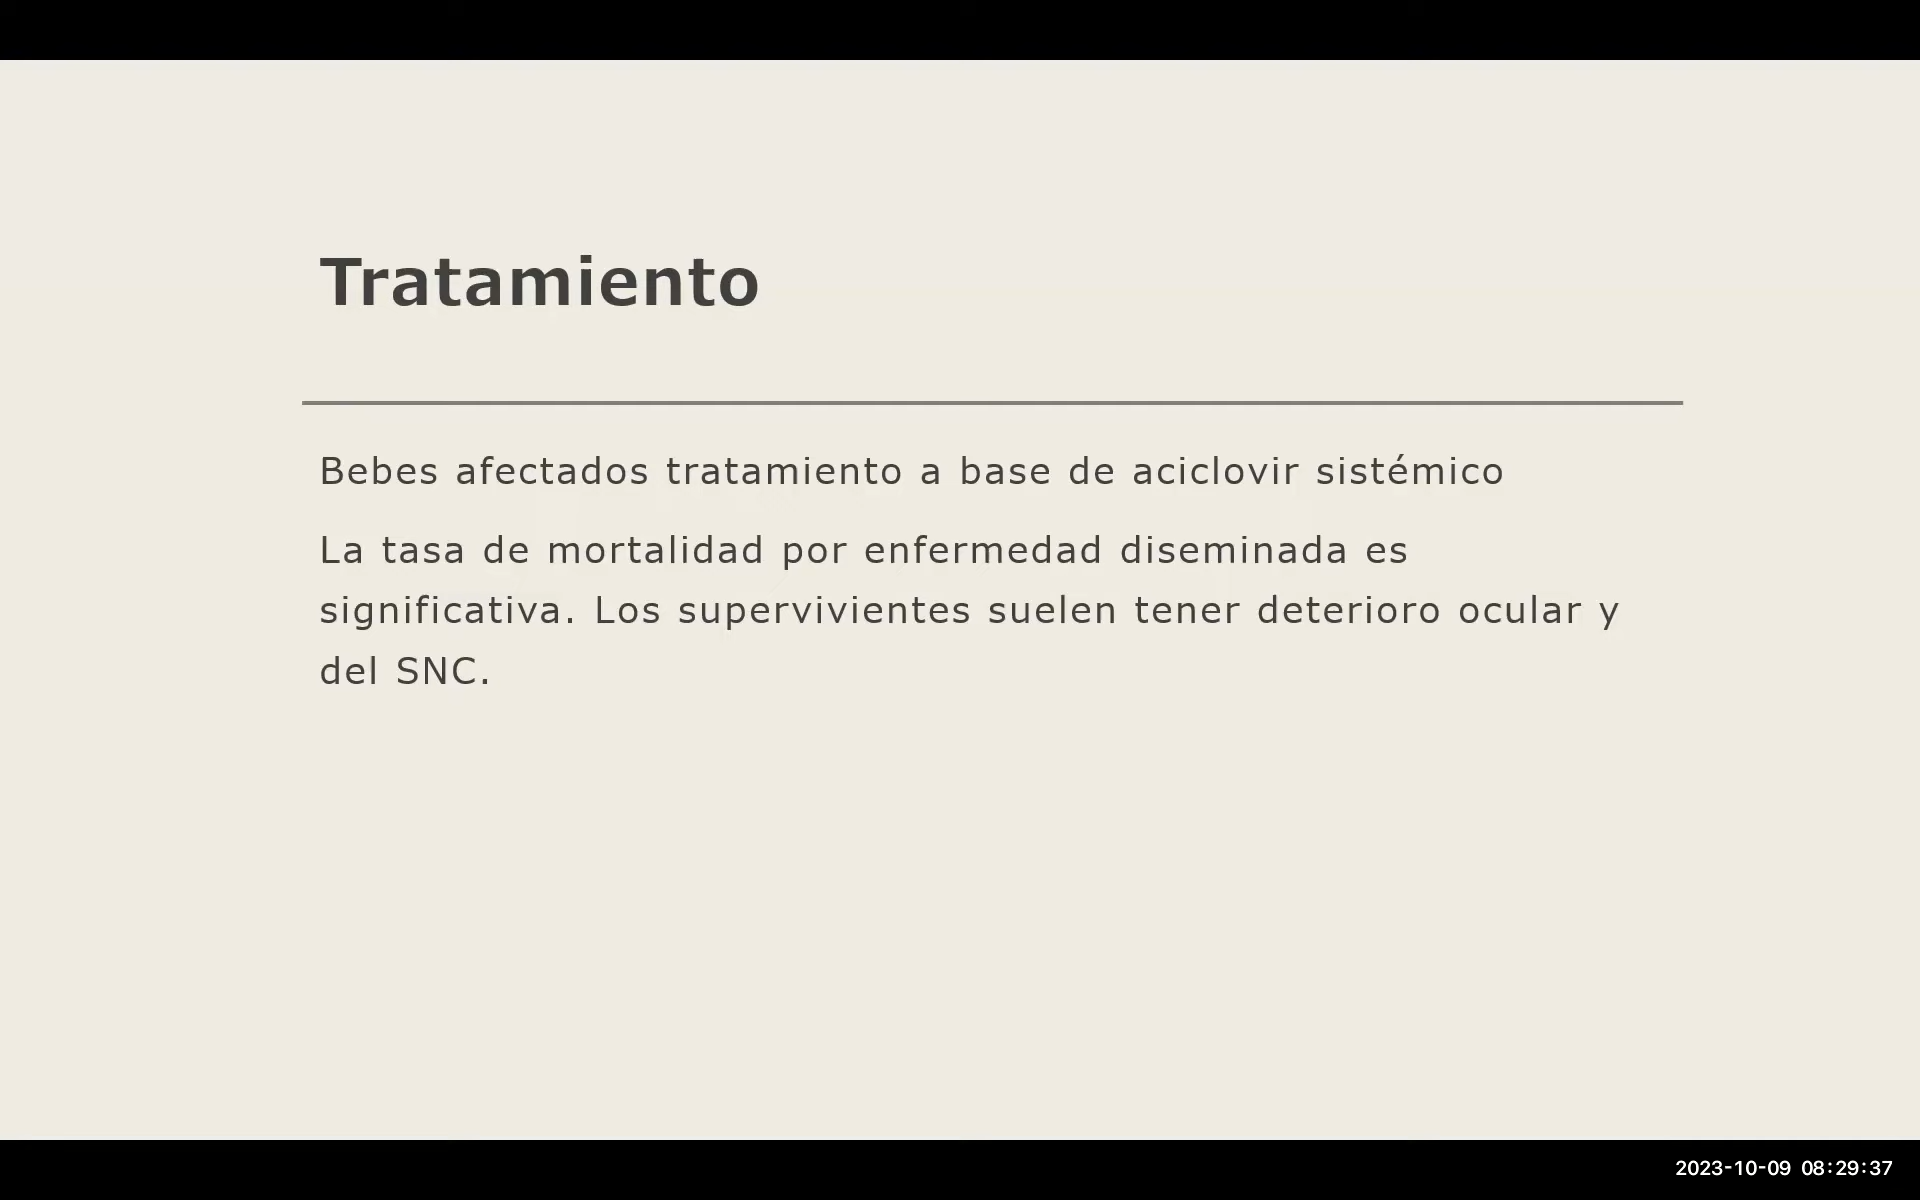 Tratamiento
Bebes afectados tratamiento a base de aciclovir sistémico
La tasa de mortalidad por enfermedad diseminada es
significativa. Los supervivientes suelen tener deterioro ocular y
del SNC.
2023-10-09 08:29:37